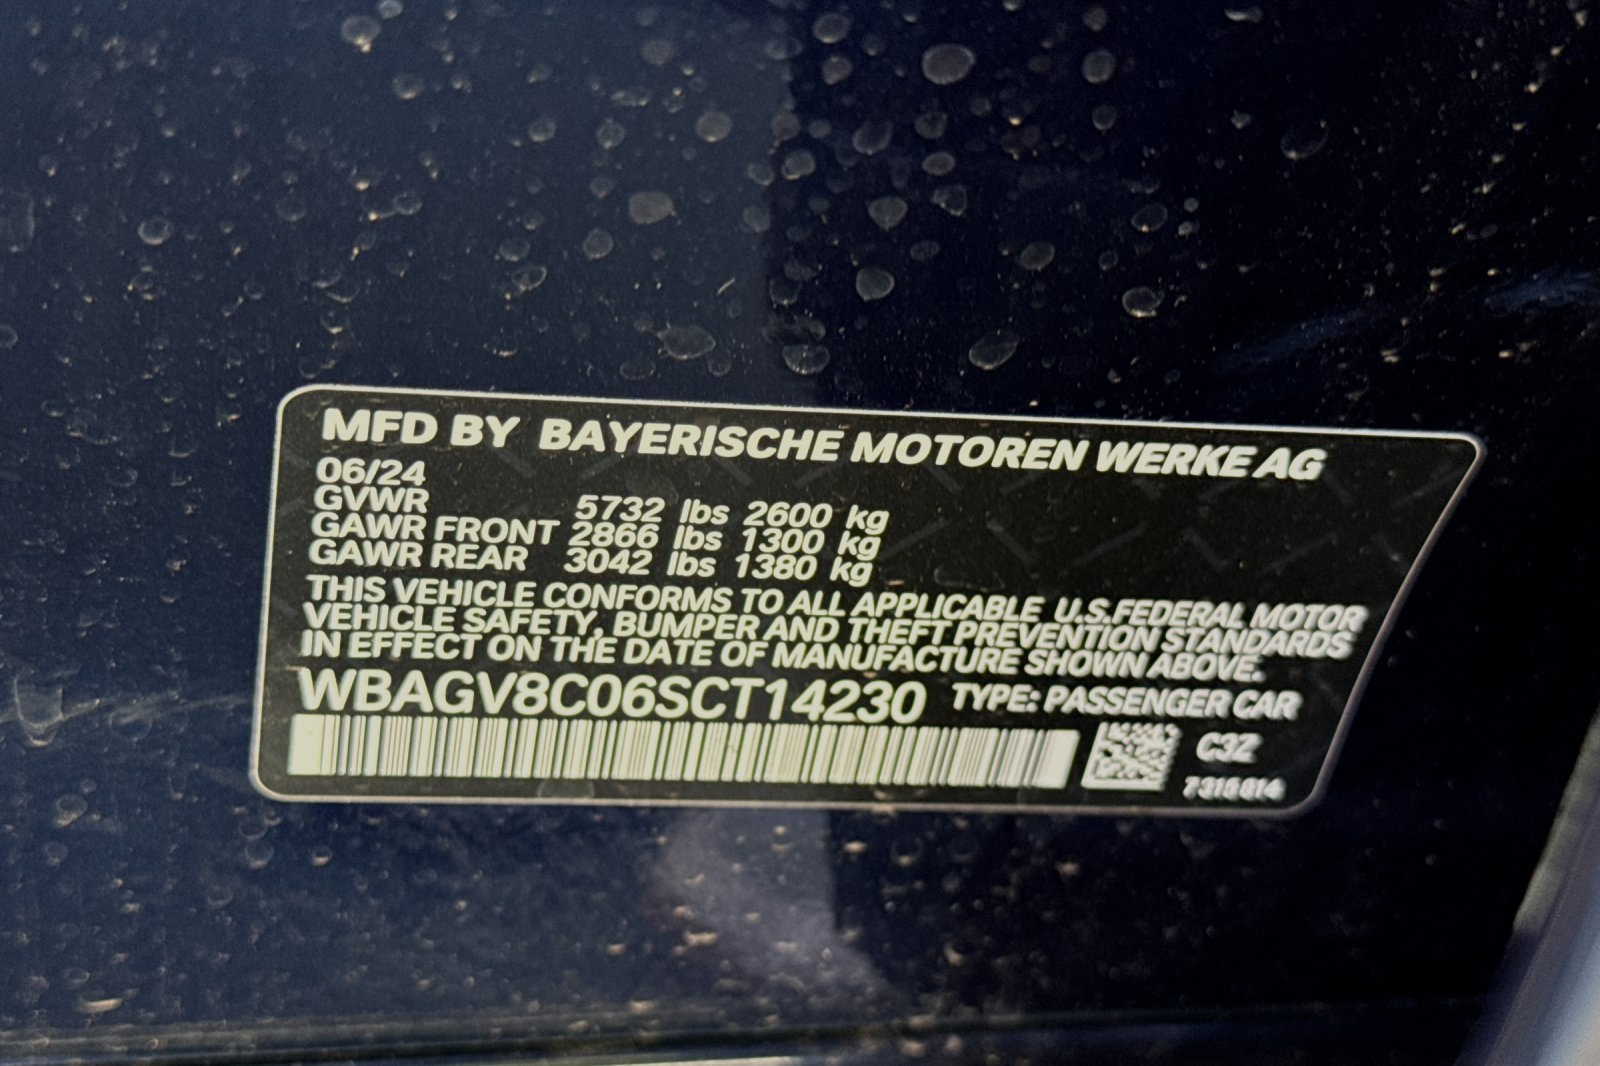 MFD BY BAYERISCHE MOTOREN WERKE AG
06/24
GVWR 5732 lbs 2600 kg
GAWR FRONT 2866 lbs 1300 kg
GAWR REAR 3042 lbs 1380 kg
THIS VEHICLE CONFORMS TO ALL APPLICABLE U.S.FEDERAL MOTOR
VEHICLE SAFETY, BUMPER AND THEFT PREVENTION STANDARDS
IN EFFECT ON THE DATE OF MANUFACTURE SHOWN ABOVE.
WBAGV8C06SCT14230 TYPE: PASSENGER CAR
C3Z